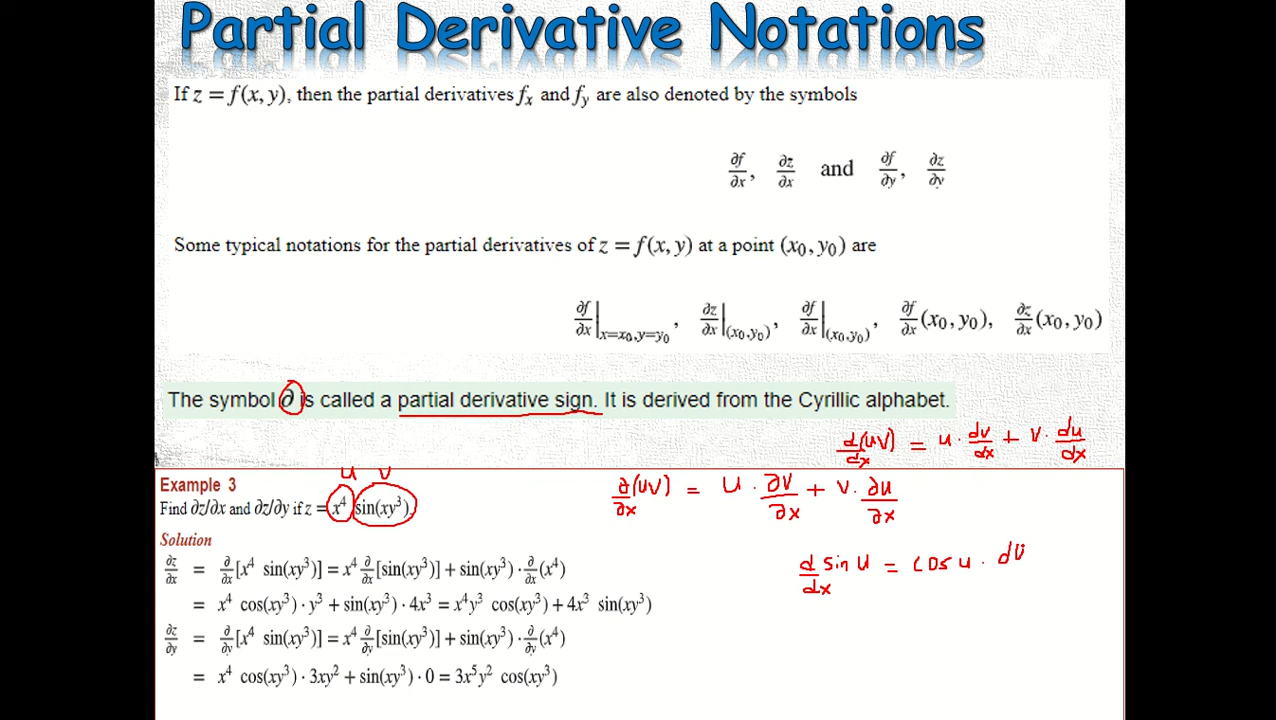 Partial Derivative Notations
If z = f(x, y), then the partial derivatives fₓ and f_y are also denoted by the symbols
∂f/∂x, ∂z/∂x and ∂f/∂y, ∂z/∂y
Some typical notations for the partial derivatives of z = f(x, y) at a point (x₀, y₀) are
∂f/∂x|x=x₀,y=y₀, ∂z/∂x|(x₀,y₀), ∂f/∂x|(x₀,y₀), ∂f/∂x(x₀, y₀), ∂z/∂x(x₀, y₀)
The symbol ∂ is called a partial derivative sign. It is derived from the Cyrillic alphabet.
d/dx (uv) = u · dv/dx + v · du/dx
u v
Example 3
∂/∂x (uv) = u · ∂v/∂x + v · ∂u/∂x
Find ∂z/∂x and ∂z/∂y if z = x⁴ sin(xy³).
Solution
d/dx sin u = cos u · du
∂z/∂x = ∂/∂x[x⁴ sin(xy³)] = x⁴ ∂/∂x[sin(xy³)] + sin(xy³) · ∂/∂x(x⁴)
= x⁴ cos(xy³) · y³ + sin(xy³) · 4x³ = x⁴y³ cos(xy³) + 4x³ sin(xy³)
∂z/∂y = ∂/∂y[x⁴ sin(xy³)] = x⁴ ∂/∂y[sin(xy³)] + sin(xy³) · ∂/∂y(x⁴)
= x⁴ cos(xy³) · 3xy² + sin(xy³) · 0 = 3x⁵y² cos(xy³)